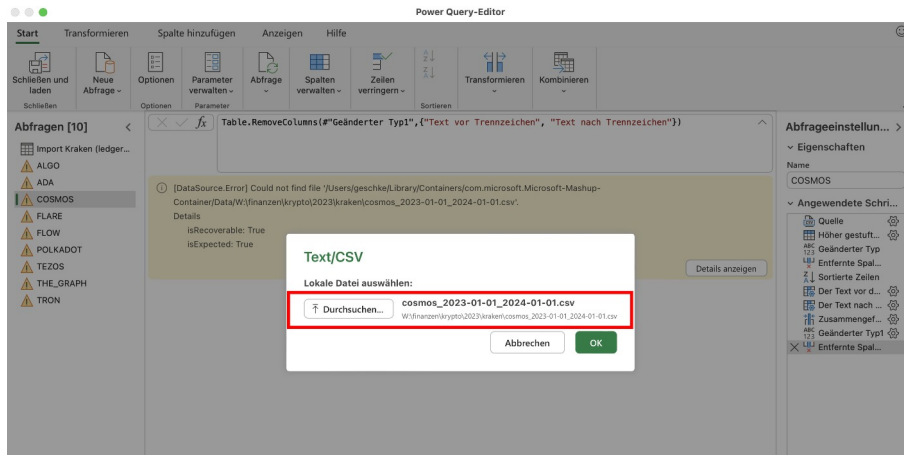 Power Query-Editor
Start Transformieren Spalte hinzufügen Anzeigen Hilfe
Schließen und laden
Neue Abfrage
Optionen
Parameter verwalten
Abfrage
Spalten verwalten
Zeilen verringern
Transformieren
Kombinieren
Schließen
Optionen
Parameter
Sortieren
Abfragen [10]
fx Table.RemoveColumns(#"Geänderter Typ1",{"Text vor Trennzeichen", "Text nach Trennzeichen"})
Import Kraken (ledger...
ALGO
ADA
COSMOS
FLARE
FLOW
POLKADOT
TEZOS
THE_GRAPH
TRON
[DataSource.Error] Could not find file '/Users/geschke/Library/Containers/com.microsoft.Microsoft-Mashup-
Container/Data/W:\finanzen\krypto\2023\kraken\cosmos_2023-01-01_2024-01-01.csv'.
Details
isRecoverable: True
isExpected: True
Details anzeigen
Text/CSV
Lokale Datei auswählen:
Durchsuchen...
cosmos_2023-01-01_2024-01-01.csv
W:\finanzen\krypto\2023\kraken\cosmos_2023-01-01_2024-01-01.csv
Abbrechen
OK
Abfrageeinstellun...
Eigenschaften
Name
COSMOS
Angewendete Schri...
Quelle
Höher gestuft...
Geänderter Typ
Entfernte Spal...
Sortierte Zeilen
Der Text vor d...
Der Text nach ...
Zusammengef...
Geänderter Typ1
Entfernte Spal...